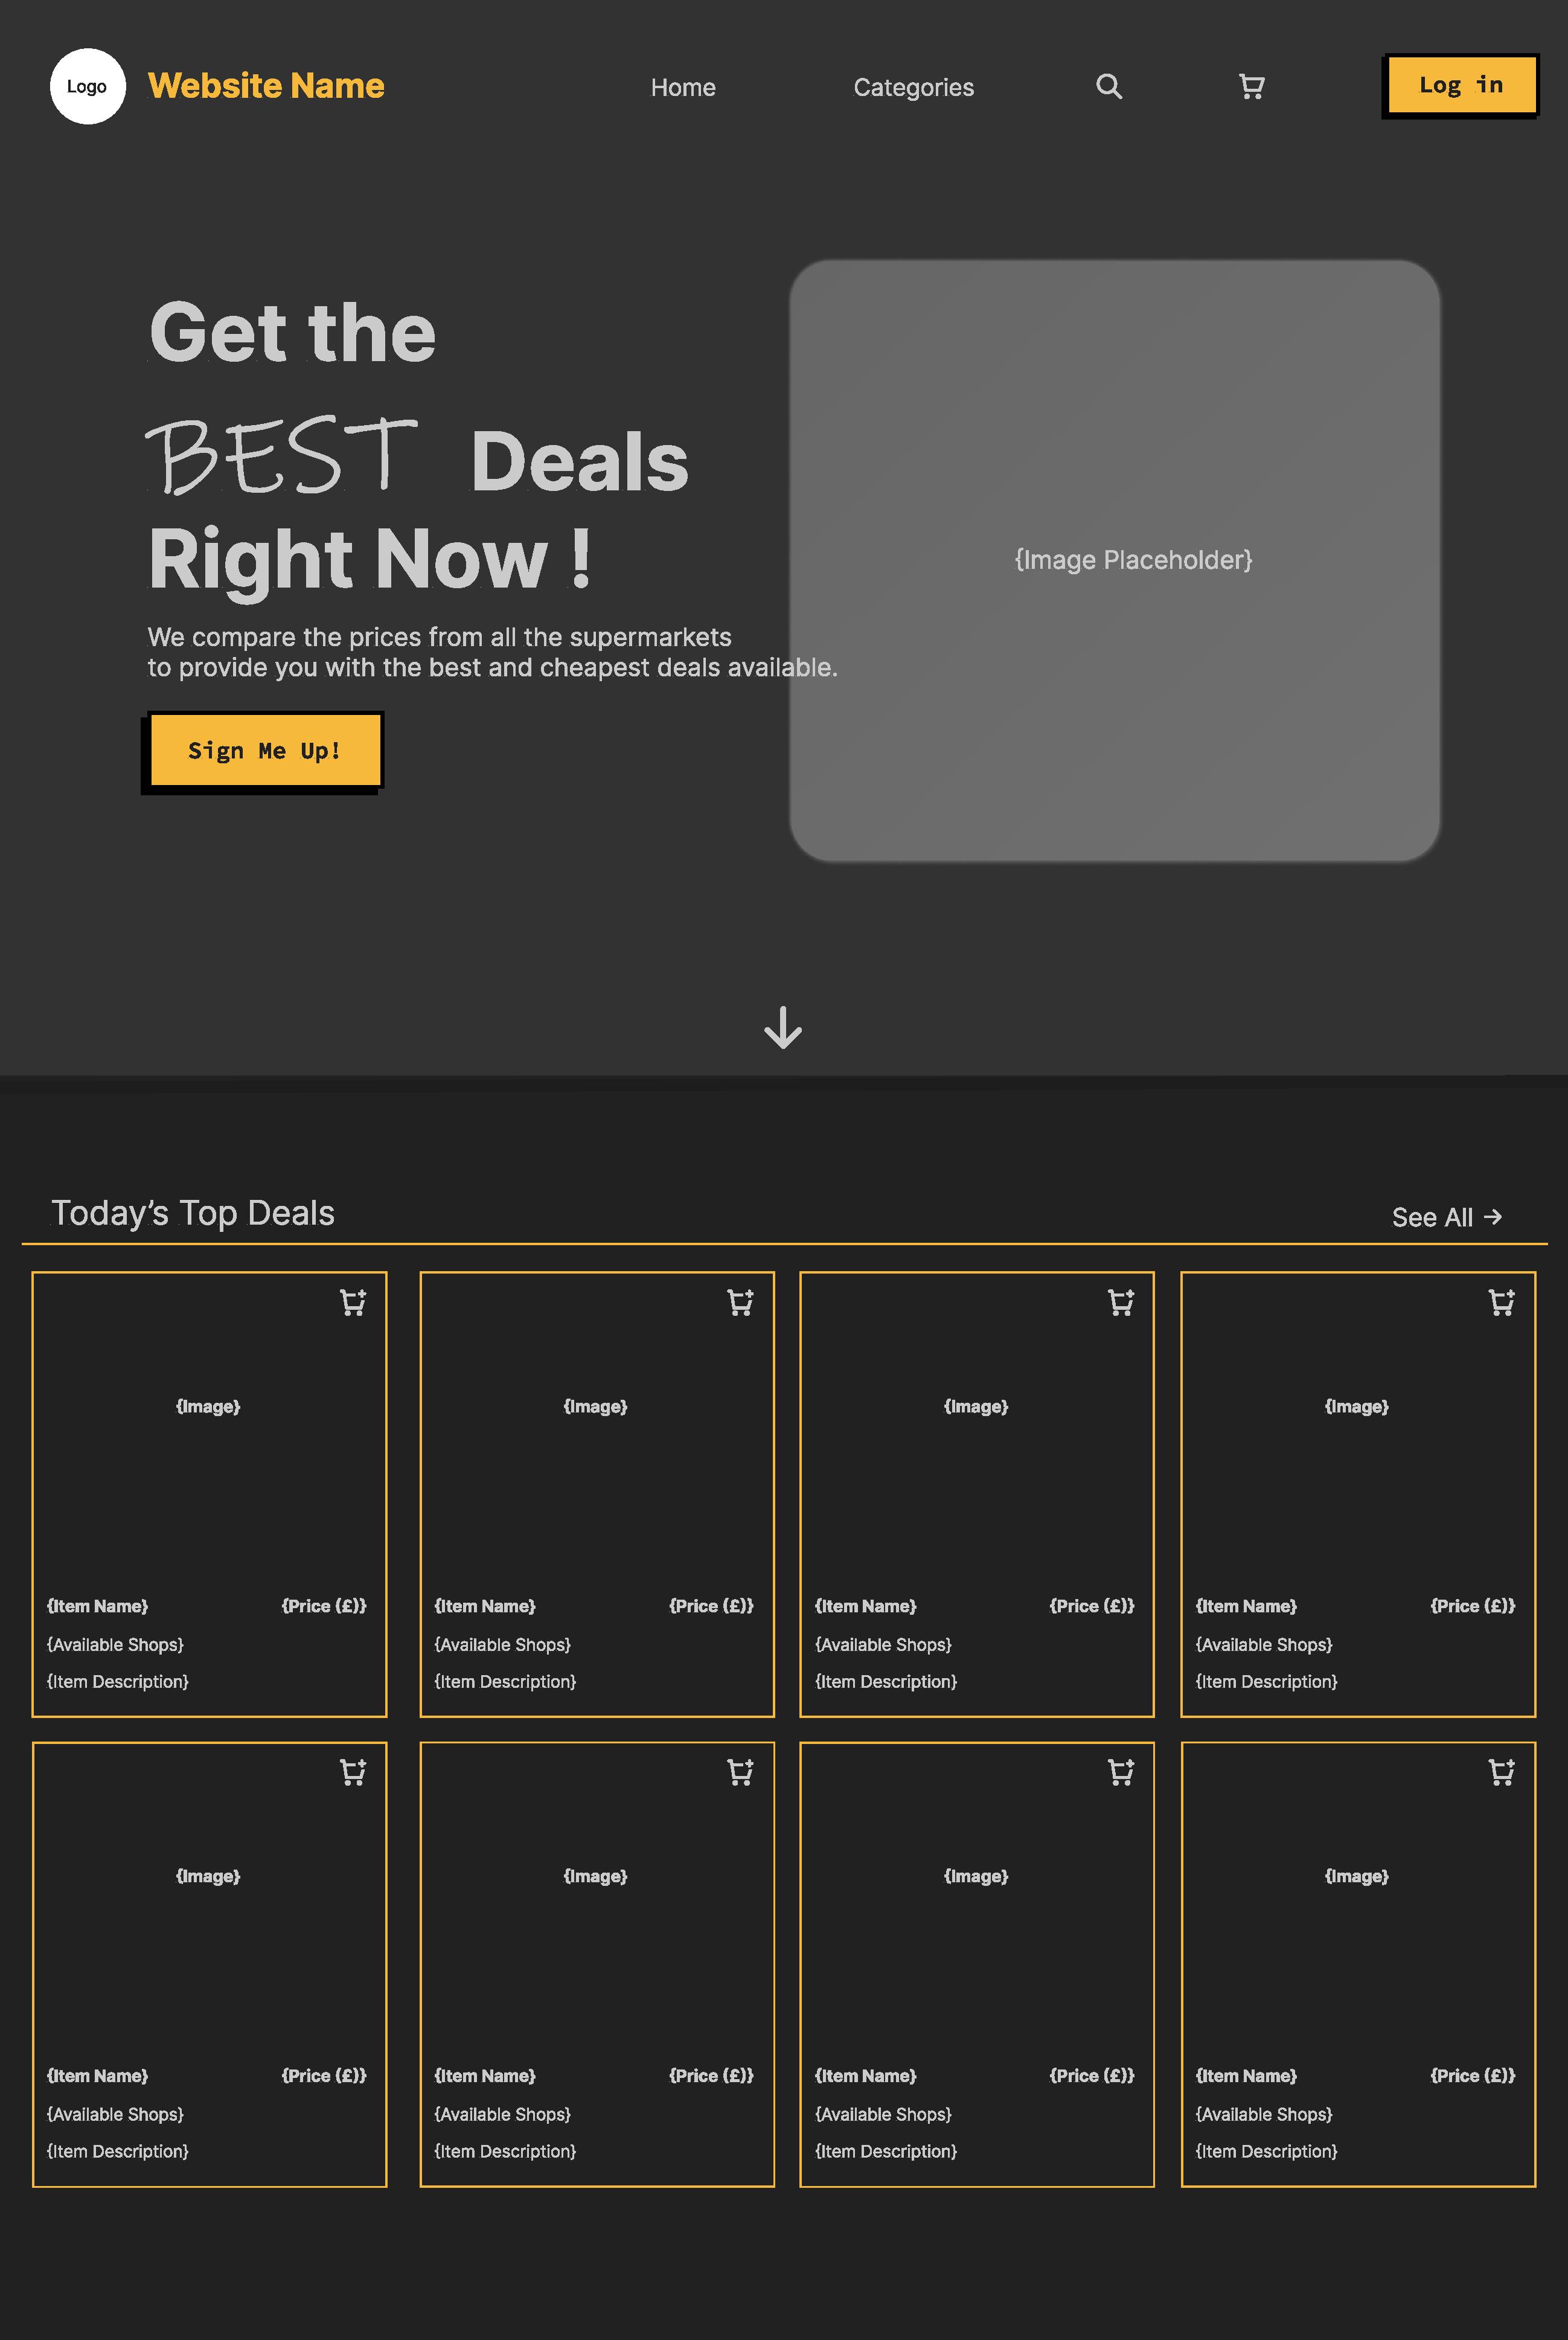 Logo
Website Name
Home
Categories
Log in
Get the
BEST Deals
Right Now !
We compare the prices from all the supermarkets
to provide you with the best and cheapest deals available.
Sign Me Up!
{Image Placeholder}
Today's Top Deals
See All →
{Image}
{Item Name} {Price (£)}
{Available Shops}
{Item Description}
{Image}
{Item Name} {Price (£)}
{Available Shops}
{Item Description}
{Image}
{Item Name} {Price (£)}
{Available Shops}
{Item Description}
{Image}
{Item Name} {Price (£)}
{Available Shops}
{Item Description}
{Image}
{Item Name} {Price (£)}
{Available Shops}
{Item Description}
{Image}
{Item Name} {Price (£)}
{Available Shops}
{Item Description}
{Image}
{Item Name} {Price (£)}
{Available Shops}
{Item Description}
{Image}
{Item Name} {Price (£)}
{Available Shops}
{Item Description}